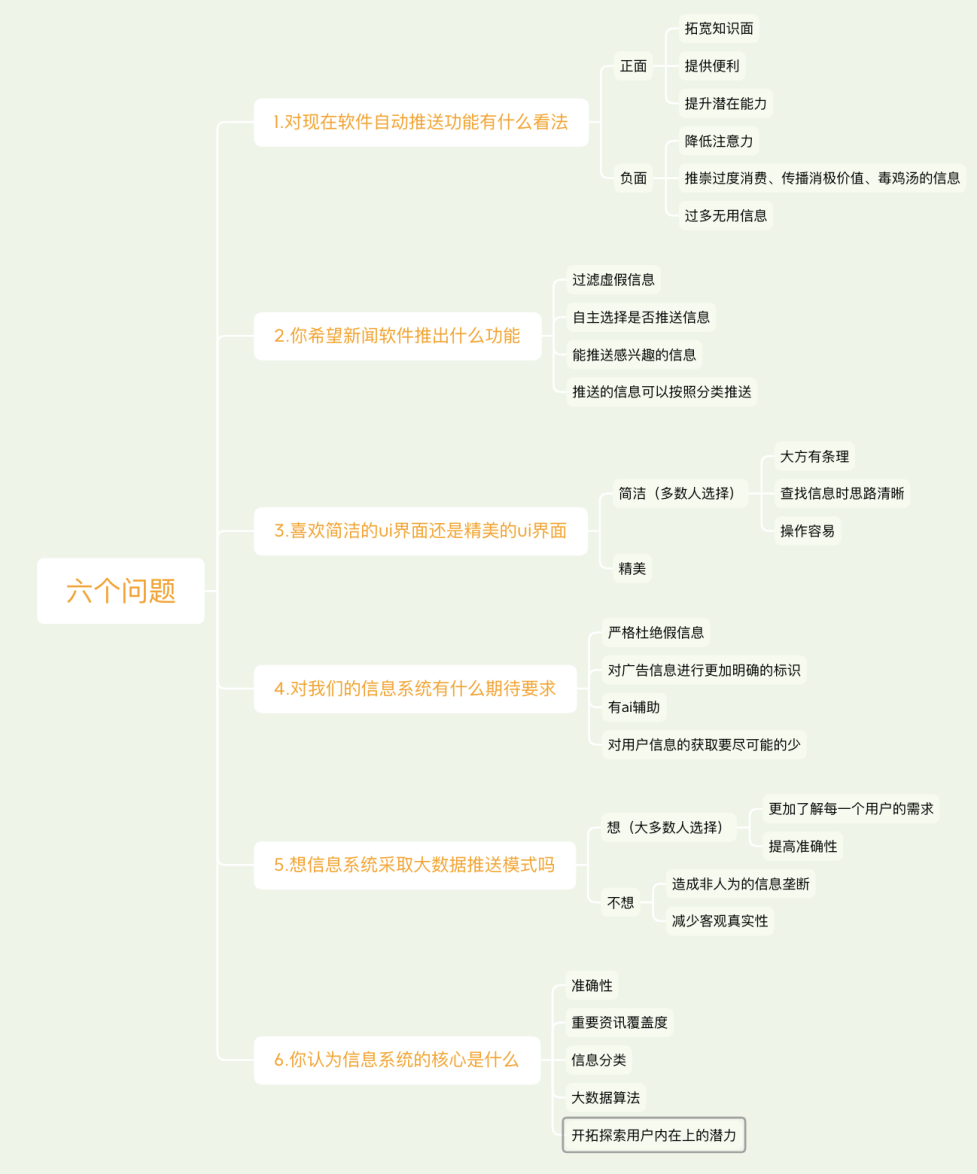 六个问题
1.对现在软件自动推送功能有什么看法
正面
拓宽知识面
提供便利
提升潜在能力
负面
降低注意力
推崇过度消费、传播消极价值、毒鸡汤的信息
过多无用信息
2.你希望新闻软件推出什么功能
过滤虚假信息
自主选择是否推送信息
能推送感兴趣的信息
推送的信息可以按照分类推送
3.喜欢简洁的ui界面还是精美的ui界面
简洁（多数人选择）
大方有条理
查找信息时思路清晰
操作容易
精美
4.对我们的信息系统有什么期待要求
严格杜绝假信息
对广告信息进行更加明确的标识
有ai辅助
对用户信息的获取要尽可能的少
5.想信息系统采取大数据推送模式吗
想（大多数人选择）
更加了解每一个用户的需求
提高准确性
不想
造成非人为的信息垄断
减少客观真实性
6.你认为信息系统的核心是什么
准确性
重要资讯覆盖度
信息分类
大数据算法
开拓探索用户内在上的潜力